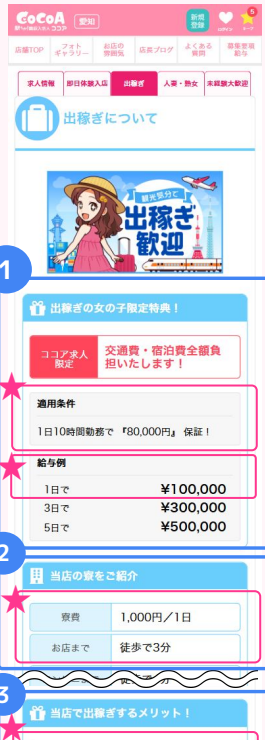 CoCoA 愛知
新規
登録
店舗TOP
フォト
ギャラリー
お店の
雰囲気
店長ブログ
よくある
質問
募集要項
給与
求人情報
即日体験入店
出稼ぎ
人妻・熟女
未経験大歓迎
出稼ぎについて
観光気分で
出稼ぎ
歓迎
1
出稼ぎの女の子限定特典！
ココア求人
限定
交通費・宿泊費全額負
担いたします！
適用条件
1日10時間勤務で『80,000円』保証！
給与例
1日で ¥100,000
3日で ¥300,000
5日で ¥500,000
2
当店の寮をご紹介
寮費 1,000円／1日
お店まで 徒歩で3分
3
当店で出稼ぎするメリット！